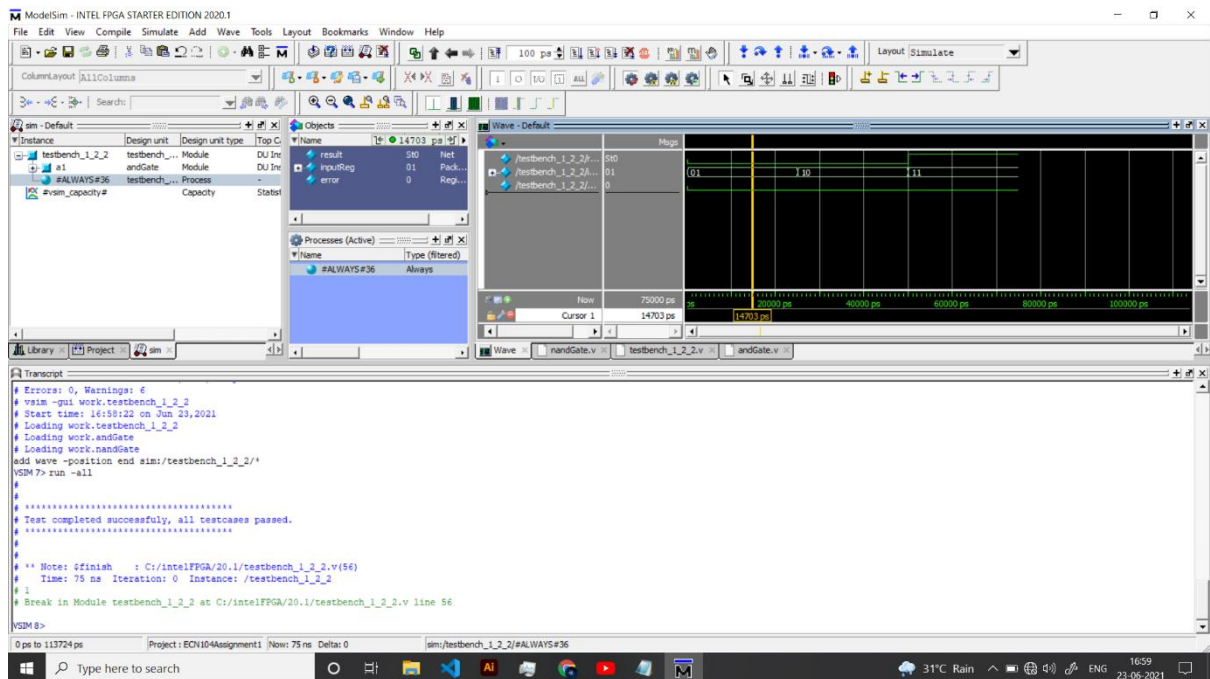 ModelSim - INTEL FPGA STARTER EDITION 2020.1
File Edit View Compile Simulate Add Wave Tools Layout Bookmarks Window Help
100 ps
Layout Simulate
ColumnLayout AllColumns
Search:
sim - Default
Instance Design unit Design unit type Top C
testbench_1_2_2 testbench_... Module DU Ins
a1 andGate Module DU Ins
#ALWAYS#36 testbench_... Process -
#vsim_capacity# Capacity Statist
Objects
Name 14703 ps
result St0 Net
inputReg 01 Pack...
error 0 Regi...
Processes (Active)
Name Type (filtered)
#ALWAYS#36 Always
Wave - Default
Msgs
/testbench_1_2_2/r... St0
/testbench_1_2_2/i... 01 01 10 11
/testbench_1_2_2/... 0
Now 75000 ps ps 20000 ps 40000 ps 60000 ps 80000 ps 100000 ps
Cursor 1 14703 ps 14703 ps
Library Project sim
Wave nandGate.v testbench_1_2_2.v andGate.v
Transcript
# Errors: 0, Warnings: 6
# vsim -gui work.testbench_1_2_2
# Start time: 16:58:22 on Jun 23,2021
# Loading work.testbench_1_2_2
# Loading work.andGate
# Loading work.nandGate
add wave -position end sim:/testbench_1_2_2/*
VSIM 7> run -all
#
#
# **************************************
# Test completed successfuly, all testcases passed.
# **************************************
#
#
# ** Note: $finish : C:/intelFPGA/20.1/testbench_1_2_2.v(56)
# Time: 75 ns Iteration: 0 Instance: /testbench_1_2_2
# 1
# Break in Module testbench_1_2_2 at C:/intelFPGA/20.1/testbench_1_2_2.v line 56
VSIM 8>
0 ps to 113724 ps Project : ECN104Assignment1 Now: 75 ns Delta: 0 sim:/testbench_1_2_2/#ALWAYS#36
Type here to search
Ai
31°C Rain ENG 16:59
23-06-2021